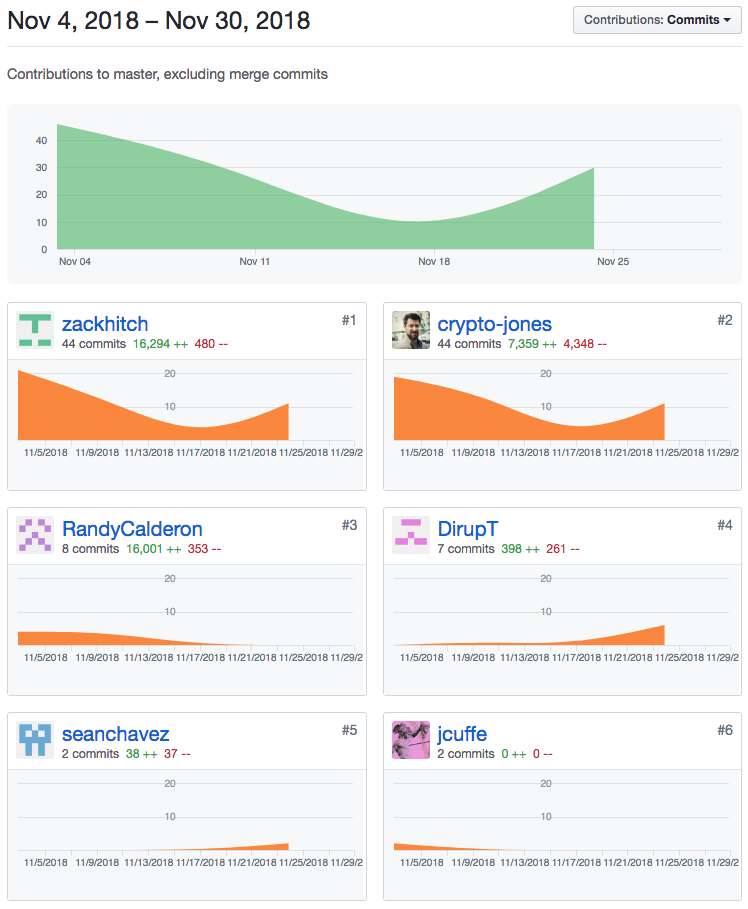 Nov 4, 2018 – Nov 30, 2018
Contributions: Commits
Contributions to master, excluding merge commits
40
30
20
10
0
Nov 04 Nov 11 Nov 18 Nov 25
zackhitch #1
44 commits 16,294 ++ 480 --
20
10
11/5/2018 11/9/2018 11/13/2018 11/17/2018 11/21/2018 11/25/2018 11/29/2
crypto-jones #2
44 commits 7,359 ++ 4,348 --
20
10
11/5/2018 11/9/2018 11/13/2018 11/17/2018 11/21/2018 11/25/2018 11/29/2
RandyCalderon #3
8 commits 16,001 ++ 353 --
20
10
11/5/2018 11/9/2018 11/13/2018 11/17/2018 11/21/2018 11/25/2018 11/29/2
DirupT #4
7 commits 398 ++ 261 --
20
10
11/5/2018 11/9/2018 11/13/2018 11/17/2018 11/21/2018 11/25/2018 11/29/2
seanchavez #5
2 commits 38 ++ 37 --
20
10
11/5/2018 11/9/2018 11/13/2018 11/17/2018 11/21/2018 11/25/2018 11/29/2
jcuffe #6
2 commits 0 ++ 0 --
20
10
11/5/2018 11/9/2018 11/13/2018 11/17/2018 11/21/2018 11/25/2018 11/29/2